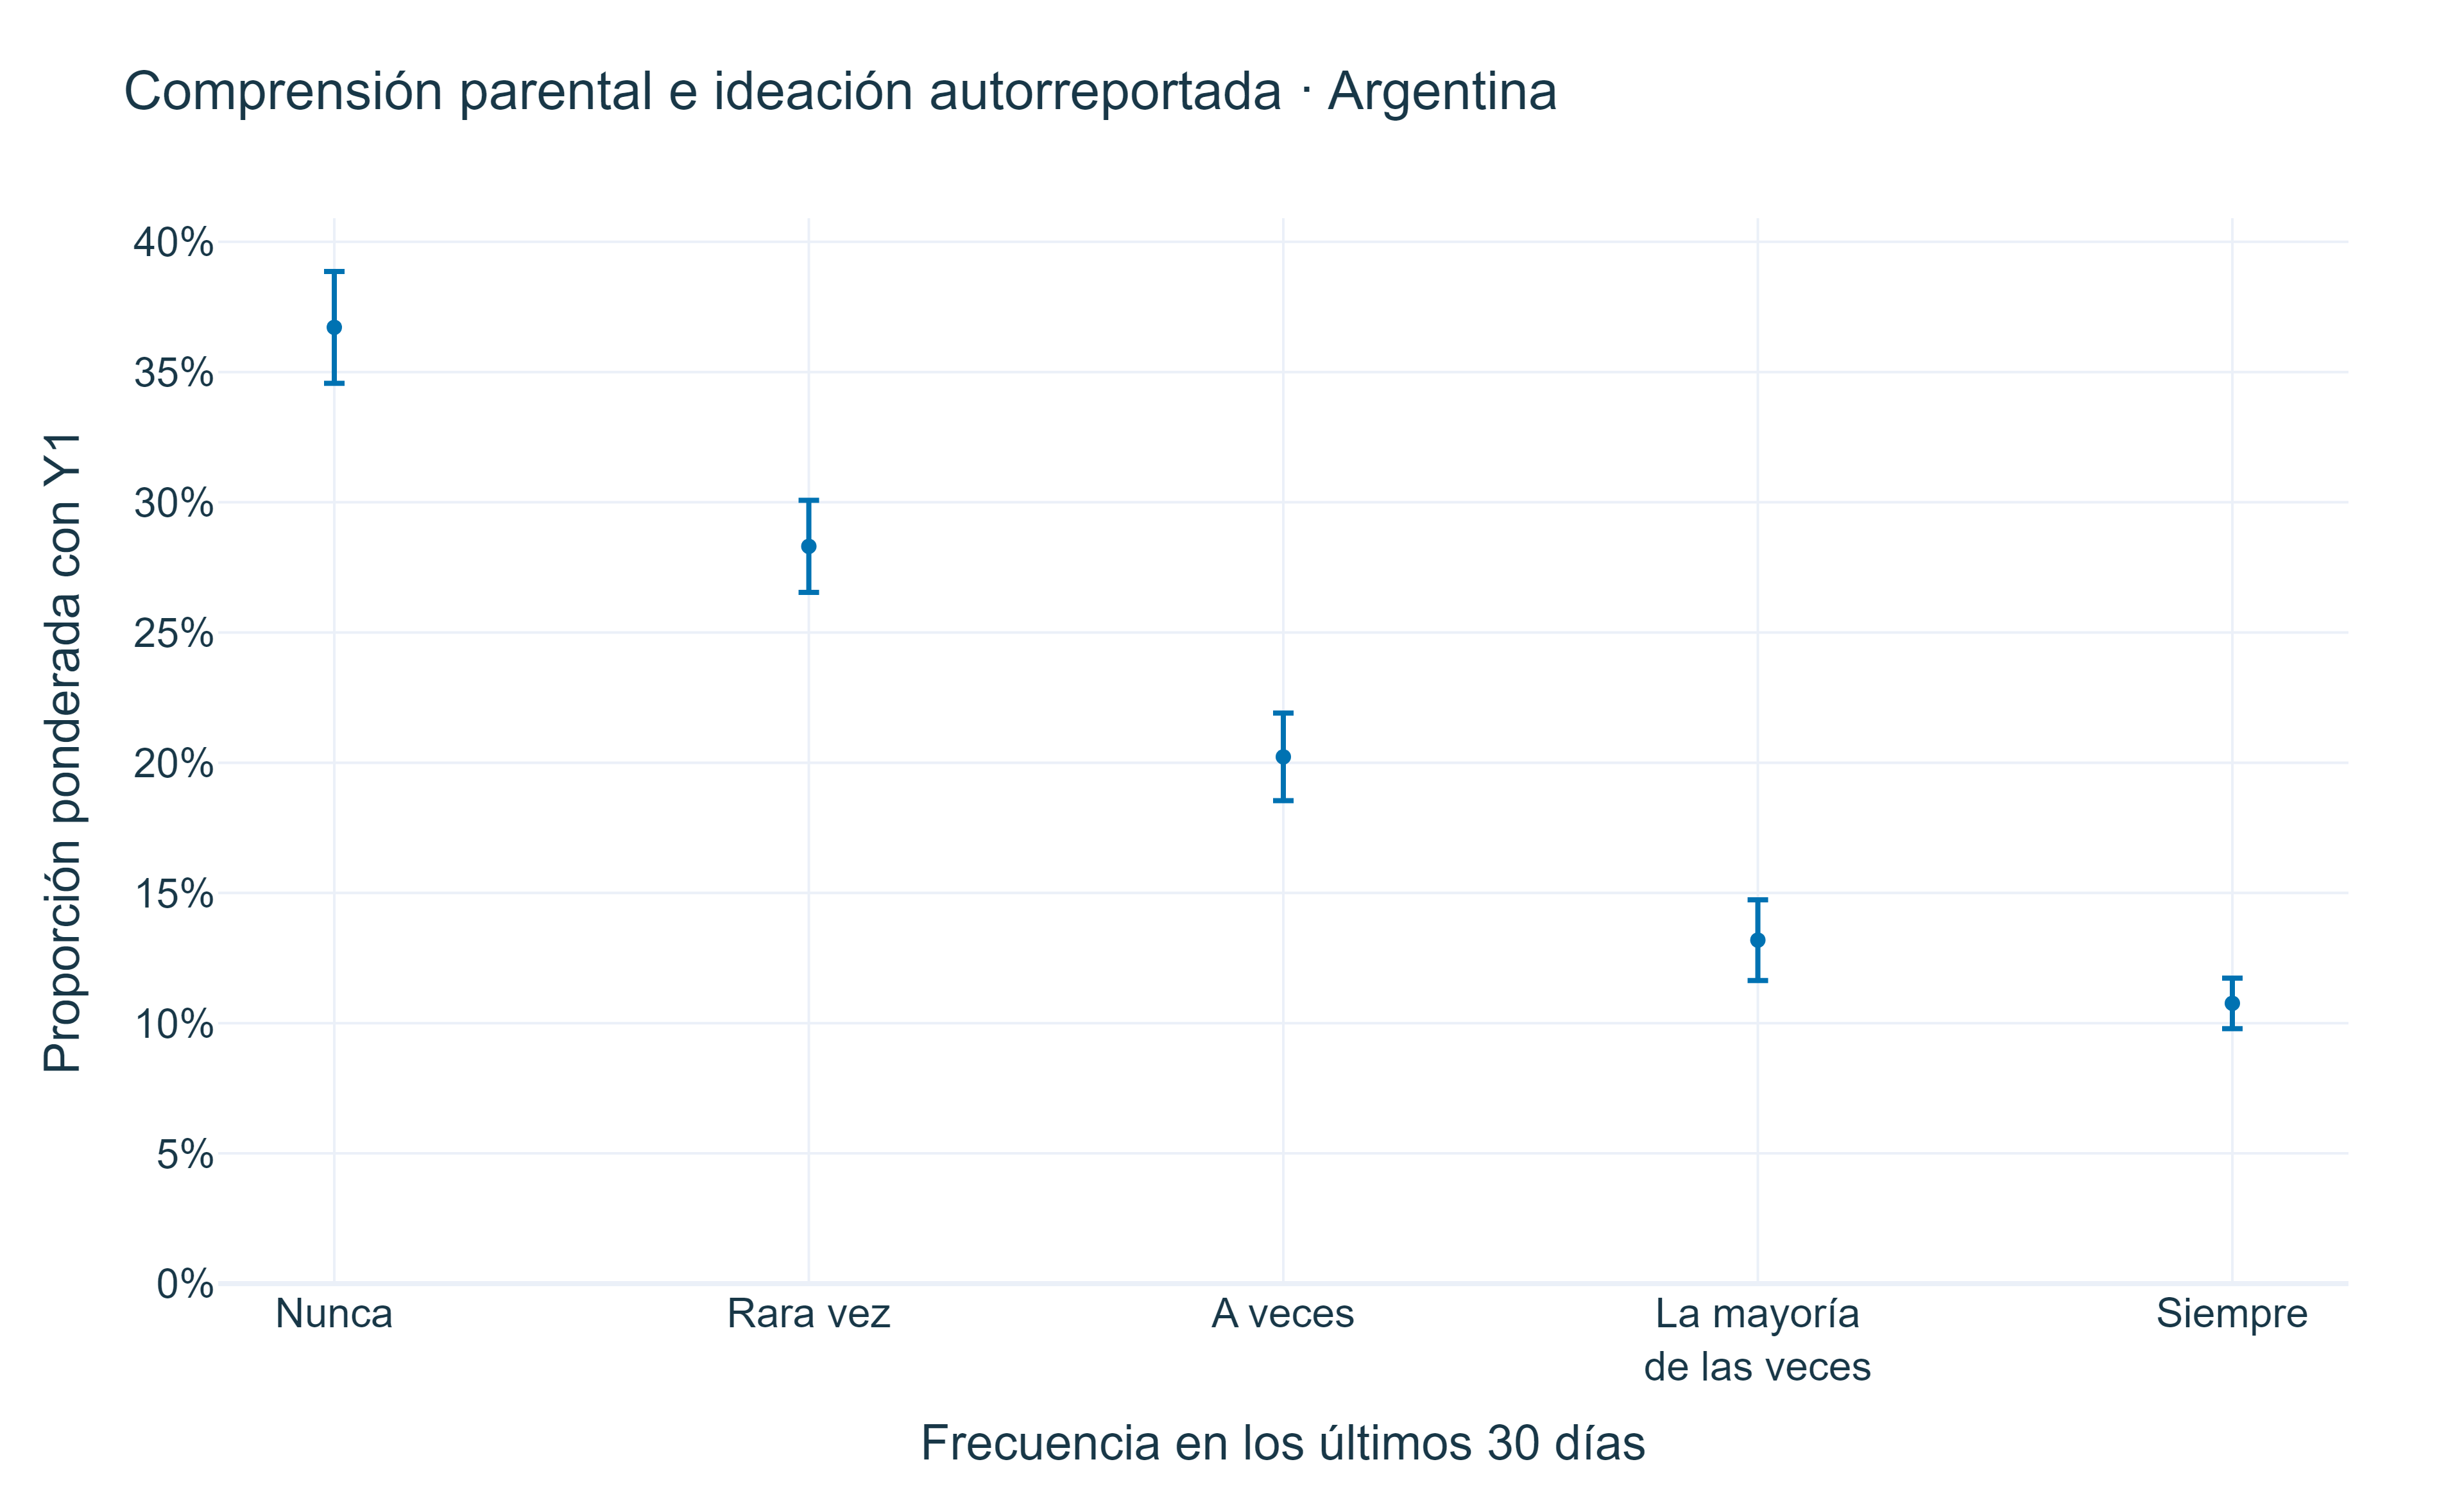 Comprensión parental e ideación autorreportada · Argentina
Proporción ponderada con Y1
40%
35%
30%
25%
20%
15%
10%
5%
0%
Nunca
Rara vez
A veces
La mayoría
de las veces
Siempre
Frecuencia en los últimos 30 días